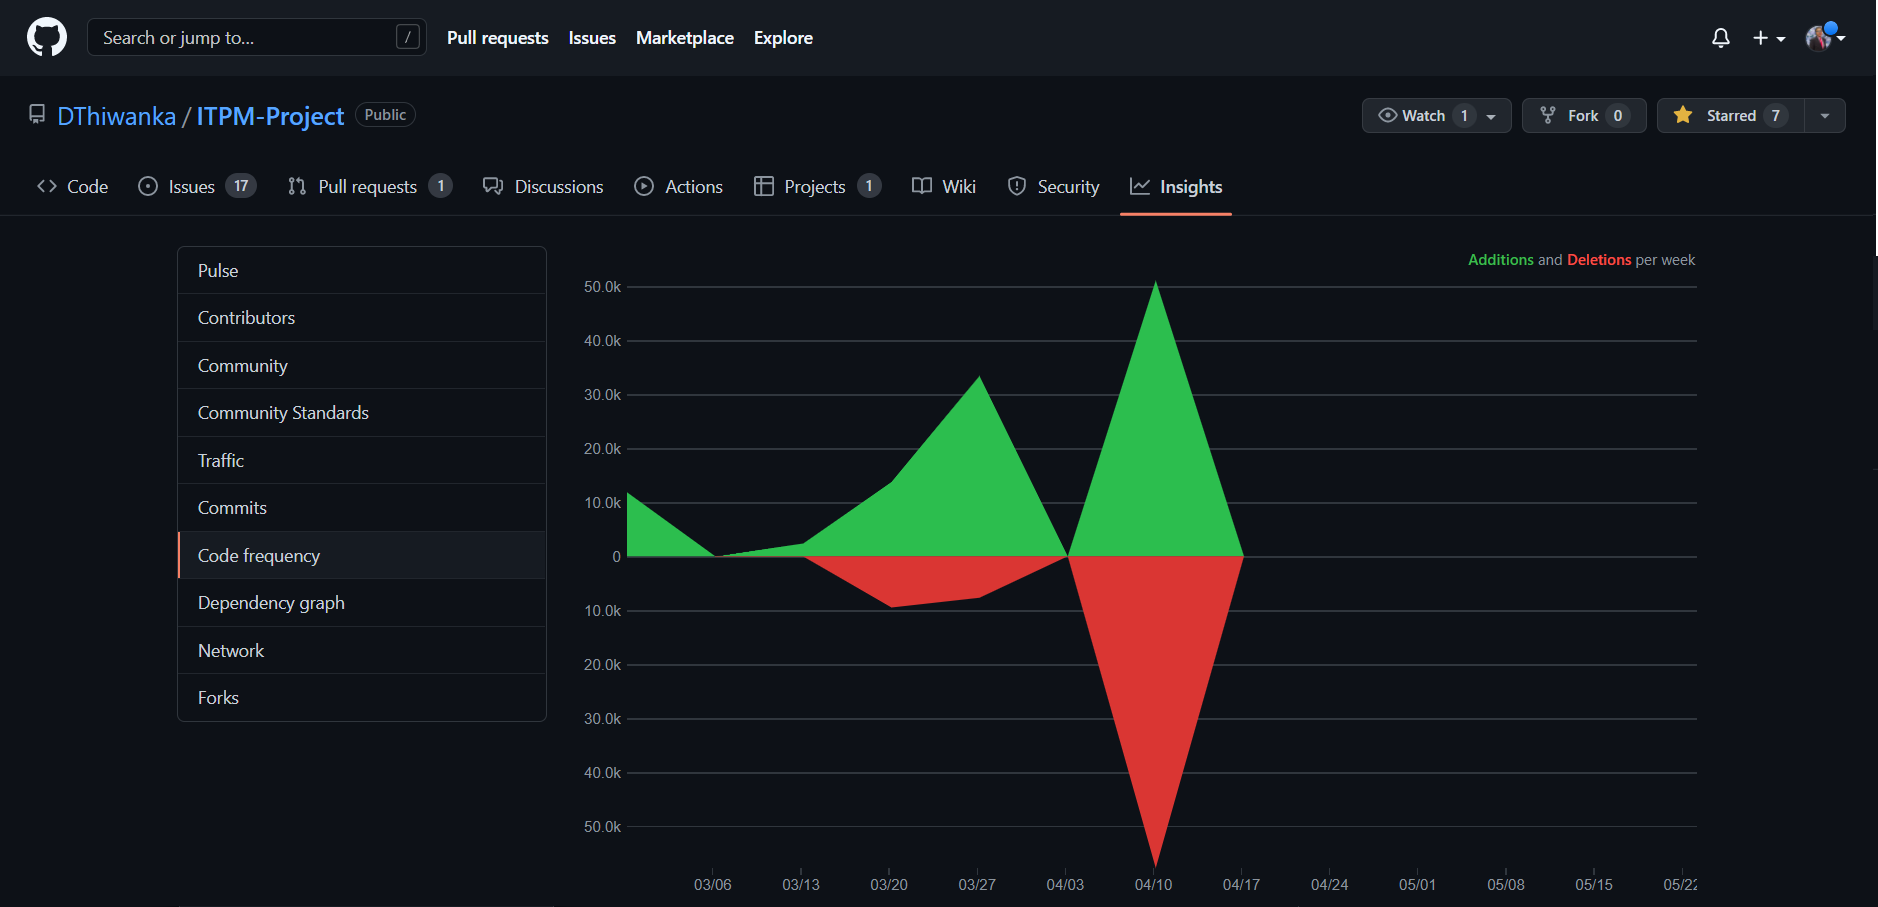 Search or jump to... / Pull requests Issues Marketplace Explore
DThiwanka / ITPM-Project Public Watch 1 Fork 0 Starred 7
Code Issues 17 Pull requests 1 Discussions Actions Projects 1 Wiki Security Insights
Pulse
Contributors
Community
Community Standards
Traffic
Commits
Code frequency
Dependency graph
Network
Forks
Additions and Deletions per week
50.0k
40.0k
30.0k
20.0k
10.0k
0
10.0k
20.0k
30.0k
40.0k
50.0k
03/06 03/13 03/20 03/27 04/03 04/10 04/17 04/24 05/01 05/08 05/15 05/22